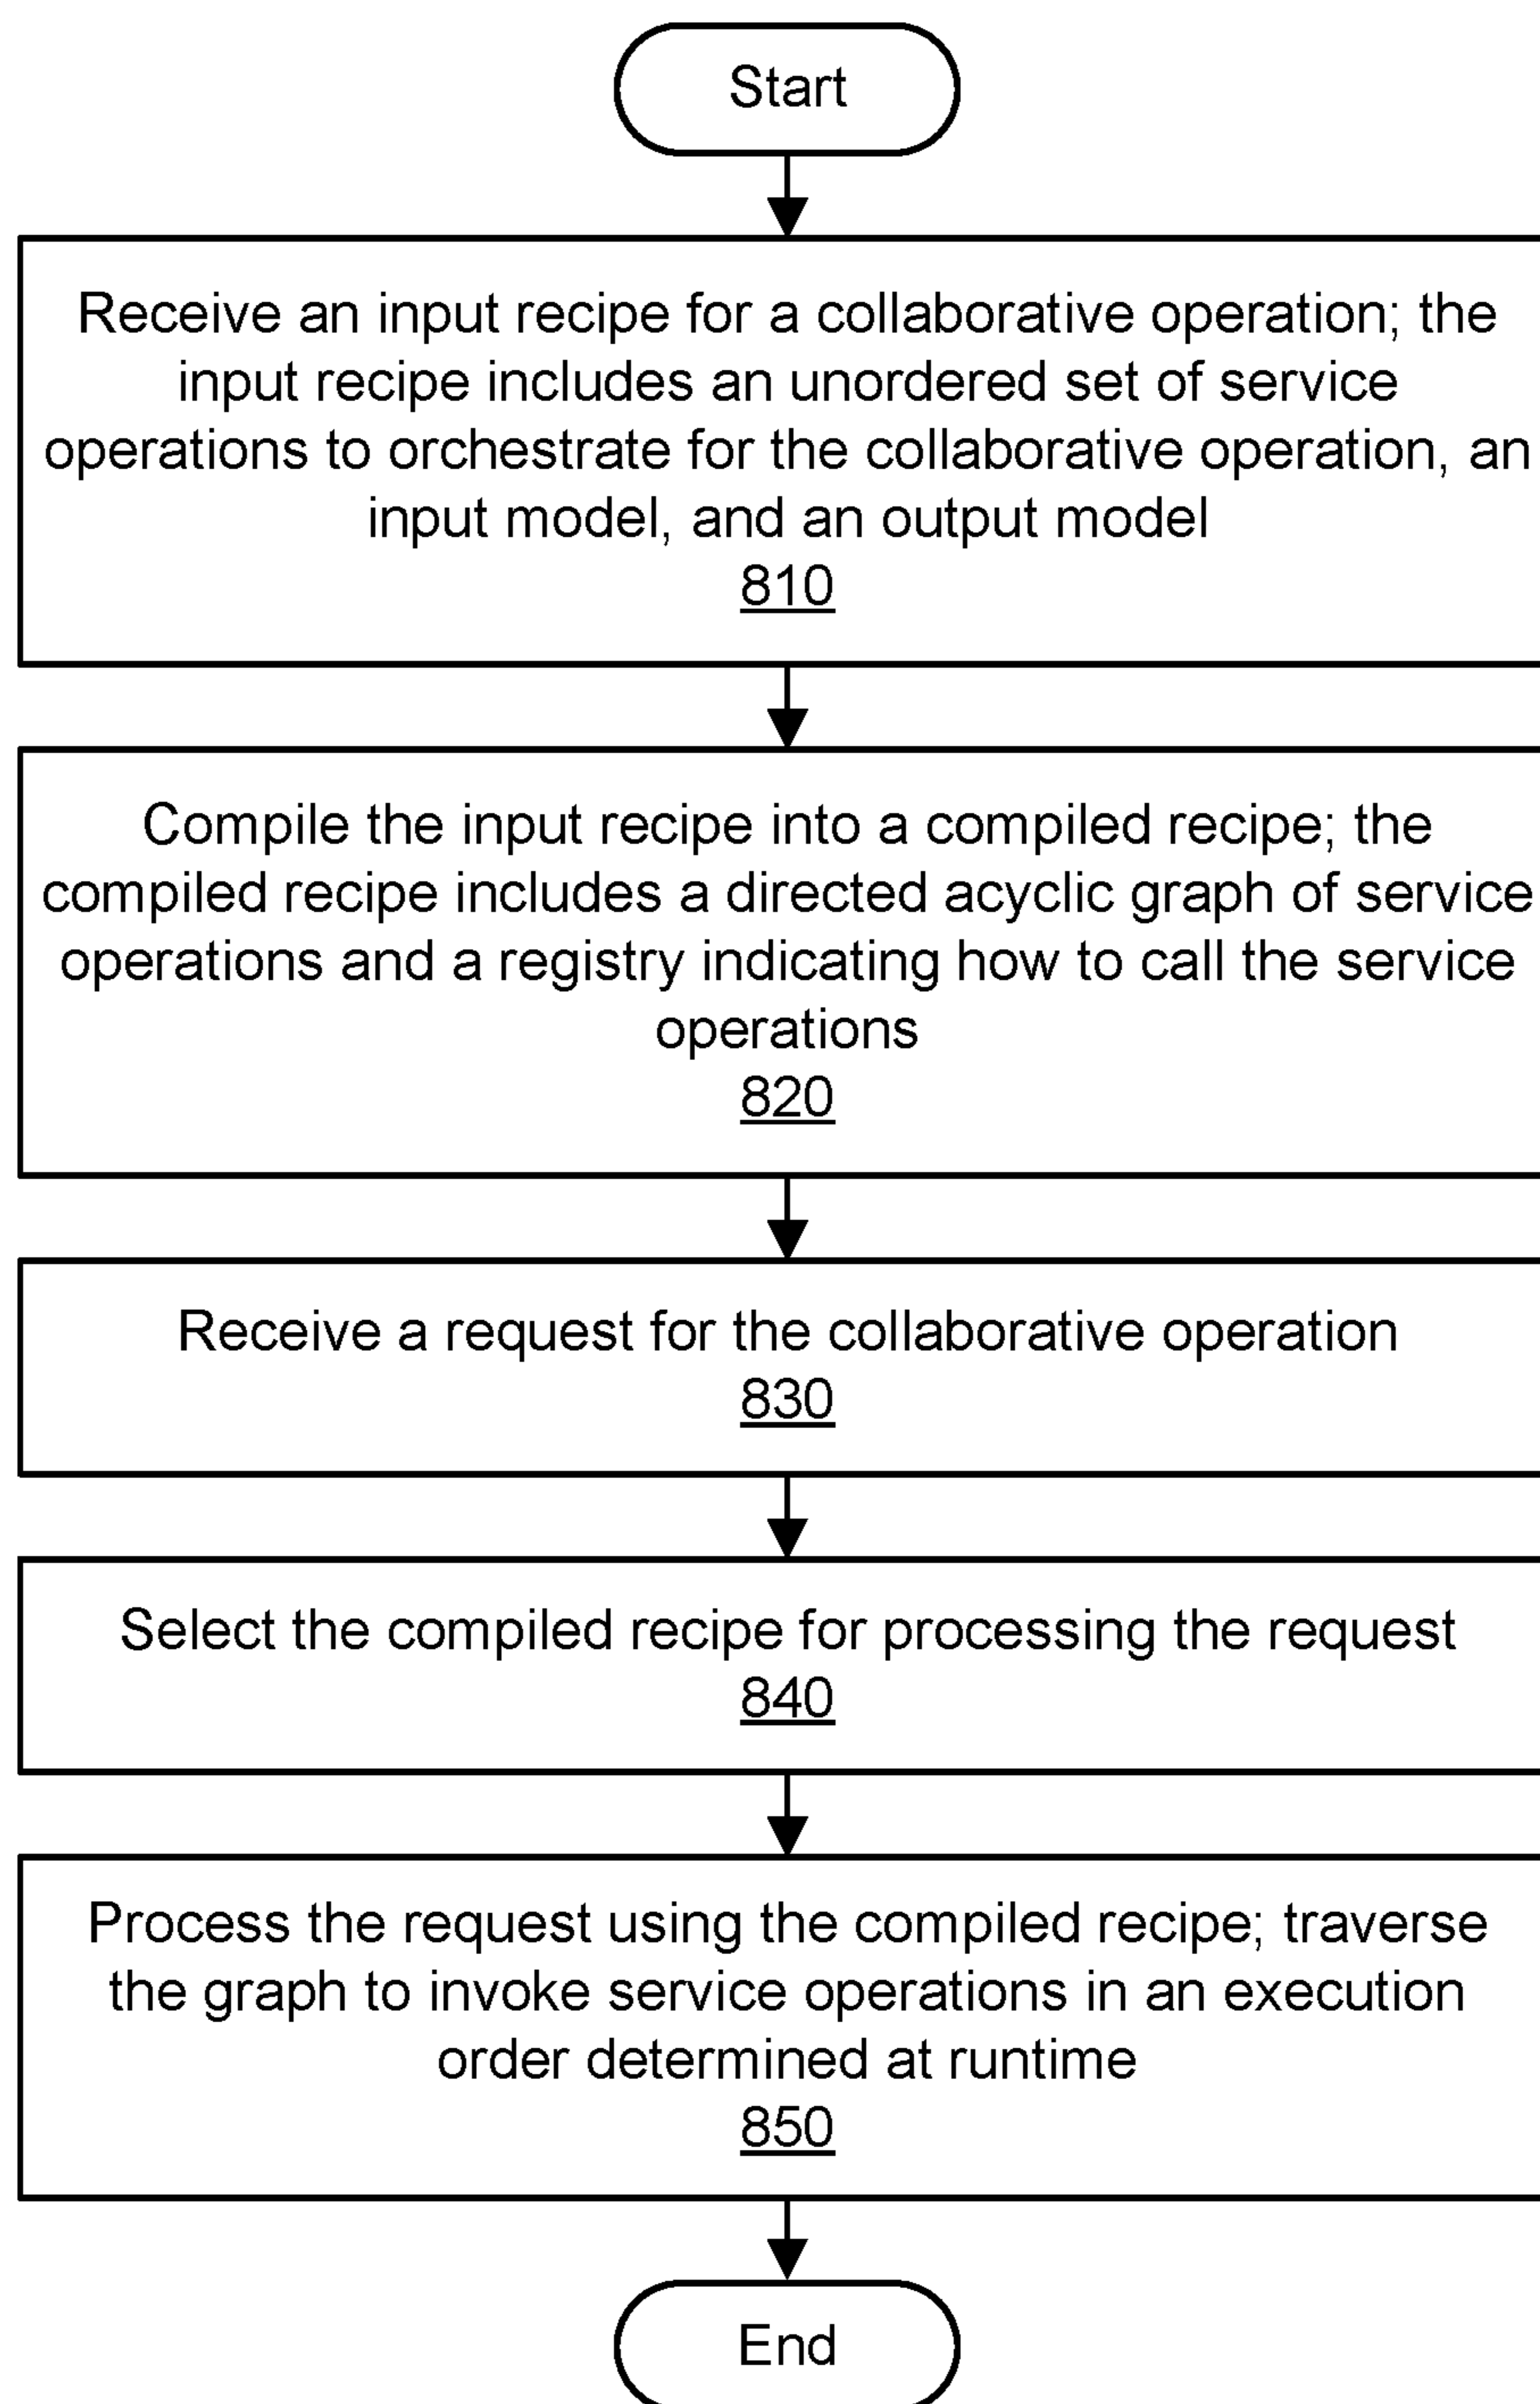 Start
Receive an input recipe for a collaborative operation; the
input recipe includes an unordered set of service
operations to orchestrate for the collaborative operation, an
input model, and an output model
810
Compile the input recipe into a compiled recipe; the
compiled recipe includes a directed acyclic graph of service
operations and a registry indicating how to call the service
operations
820
Receive a request for the collaborative operation
830
Select the compiled recipe for processing the request
840
Process the request using the compiled recipe; traverse
the graph to invoke service operations in an execution
order determined at runtime
850
End